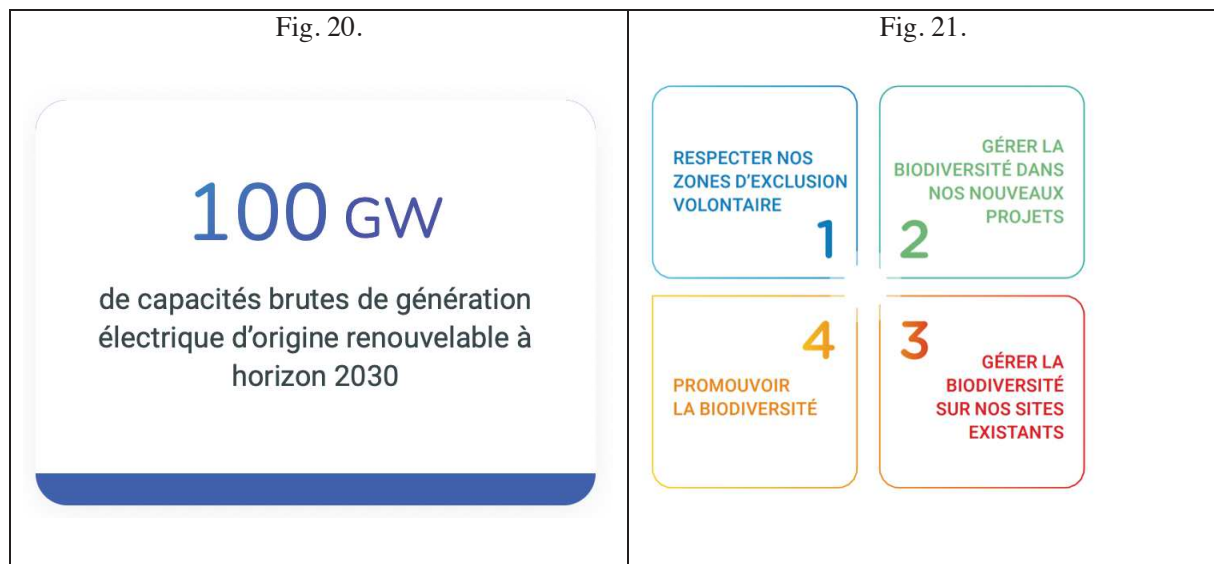 Fig. 20.
100 GW
de capacités brutes de génération
électrique d'origine renouvelable à
horizon 2030
Fig. 21.
RESPECTER NOS
ZONES D'EXCLUSION
VOLONTAIRE
1
GÉRER LA
BIODIVERSITÉ DANS
NOS NOUVEAUX
PROJETS
2
3
GÉRER LA
BIODIVERSITÉ
SUR NOS SITES
EXISTANTS
4
PROMOUVOIR
LA BIODIVERSITÉ